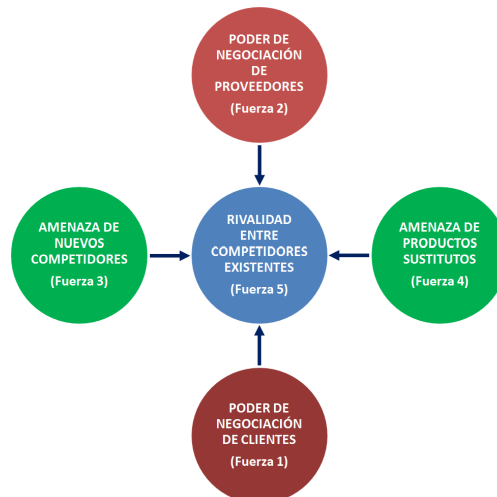 PODER DE
NEGOCIACIÓN
DE
PROVEEDORES
(Fuerza 2)
AMENAZA DE
NUEVOS
COMPETIDORES
(Fuerza 3)
RIVALIDAD
ENTRE
COMPETIDORES
EXISTENTES
(Fuerza 5)
AMENAZA DE
PRODUCTOS
SUSTITUTOS
(Fuerza 4)
PODER DE
NEGOCIACIÓN
DE CLIENTES
(Fuerza 1)